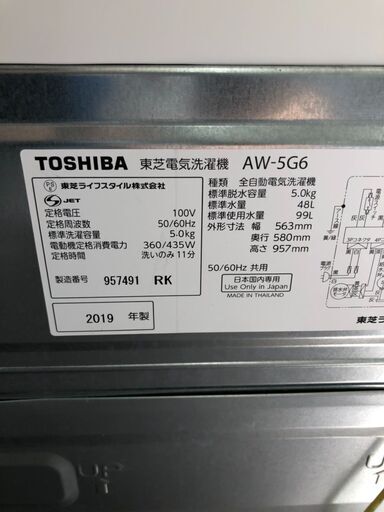 TOSHIBA 東芝電気洗濯機 AW-5G6
PS E 東芝ライフスタイル株式会社
JET
定格電圧 100V
定格周波数 50/60Hz
標準洗濯容量 5.0kg
電動機定格消費電力 360/435W
定格時間 洗いのみ 11分
製造番号 957491 RK
2019 年製
種類 全自動電気洗濯機
標準脱水容量 5.0kg
標準水量 48L
標準使用水量 99L
外形寸法 幅 563mm
奥行 580mm
高さ 957mm
50/60Hz 共用
日本国内専用
Use Only in Japan
MADE IN THAILAND
東芝ライフス
UP